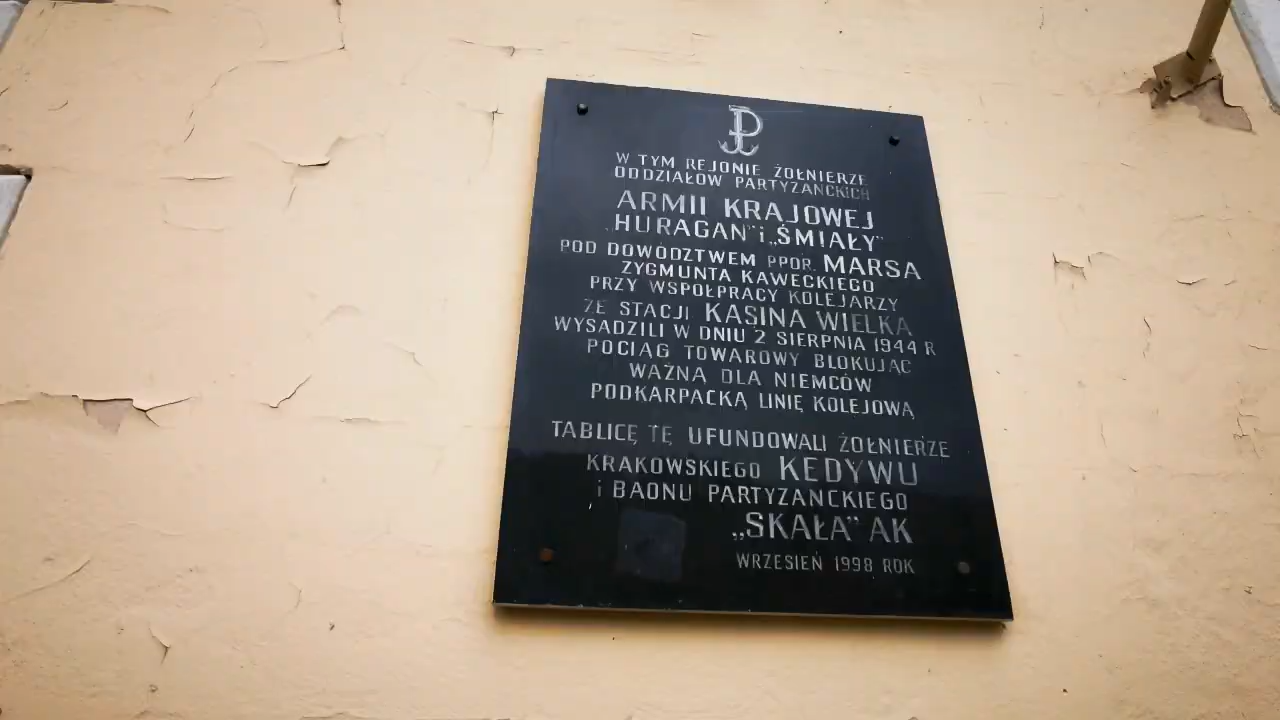 W TYM REJONIE ŻOŁNIERZE
ODDZIAŁÓW PARTYZANCKICH
ARMII KRAJOWEJ
„HURAGAN” i „ŚMIAŁY”
POD DOWÓDZTWEM PPOR. MARSA
ZYGMUNTA KAWECKIEGO
PRZY WSPÓŁPRACY KOLEJARZY
ZE STACJI KASINA WIELKA
WYSADZILI W DNIU 2 SIERPNIA 1944 R
POCIĄG TOWAROWY BLOKUJĄC
WAŻNĄ DLA NIEMCÓW
PODKARPACKĄ LINIĘ KOLEJOWĄ
TABLICĘ TĘ UFUNDOWALI ŻOŁNIERZE
KRAKOWSKIEGO KEDYWU
i BAONU PARTYZANCKIEGO
„SKAŁA” AK
WRZESIEŃ 1998 ROK